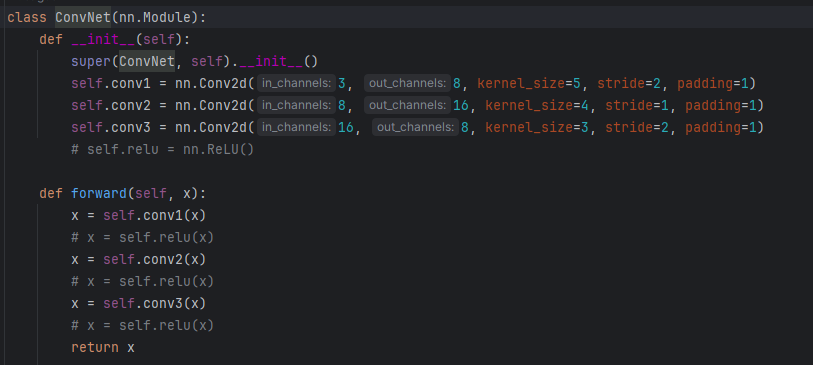 class ConvNet(nn.Module):
    def __init__(self):
        super(ConvNet, self).__init__()
        self.conv1 = nn.Conv2d( in_channels: 3, out_channels: 8, kernel_size=5, stride=2, padding=1)
        self.conv2 = nn.Conv2d( in_channels: 8, out_channels: 16, kernel_size=4, stride=1, padding=1)
        self.conv3 = nn.Conv2d( in_channels: 16, out_channels: 8, kernel_size=3, stride=2, padding=1)
        # self.relu = nn.ReLU()
    def forward(self, x):
        x = self.conv1(x)
        # x = self.relu(x)
        x = self.conv2(x)
        # x = self.relu(x)
        x = self.conv3(x)
        # x = self.relu(x)
        return x